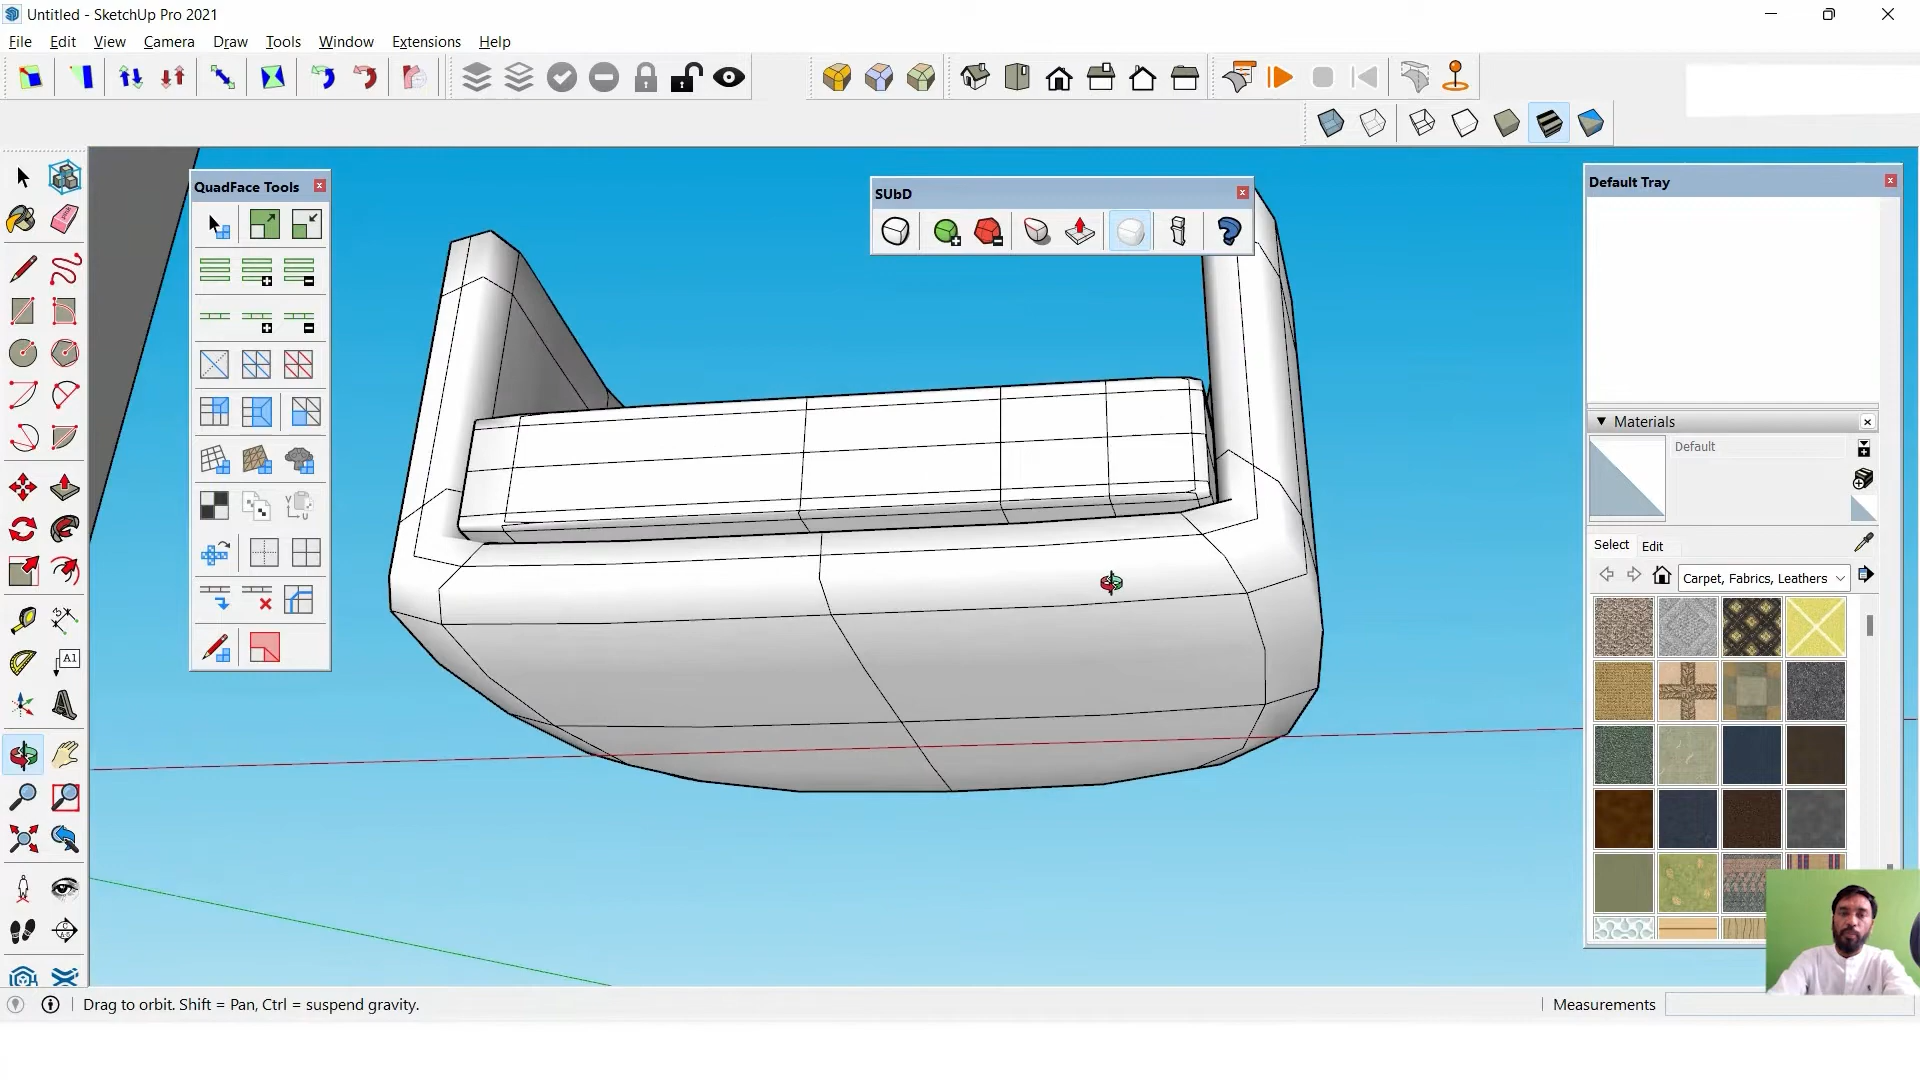 Untitled - SketchUp Pro 2021
File Edit View Camera Draw Tools Window Extensions Help
QuadFace Tools
SUbD
Default Tray
Materials
Default
Select Edit
Carpet, Fabrics, Leathers
A1
Drag to orbit. Shift = Pan, Ctrl = suspend gravity.
Measurements